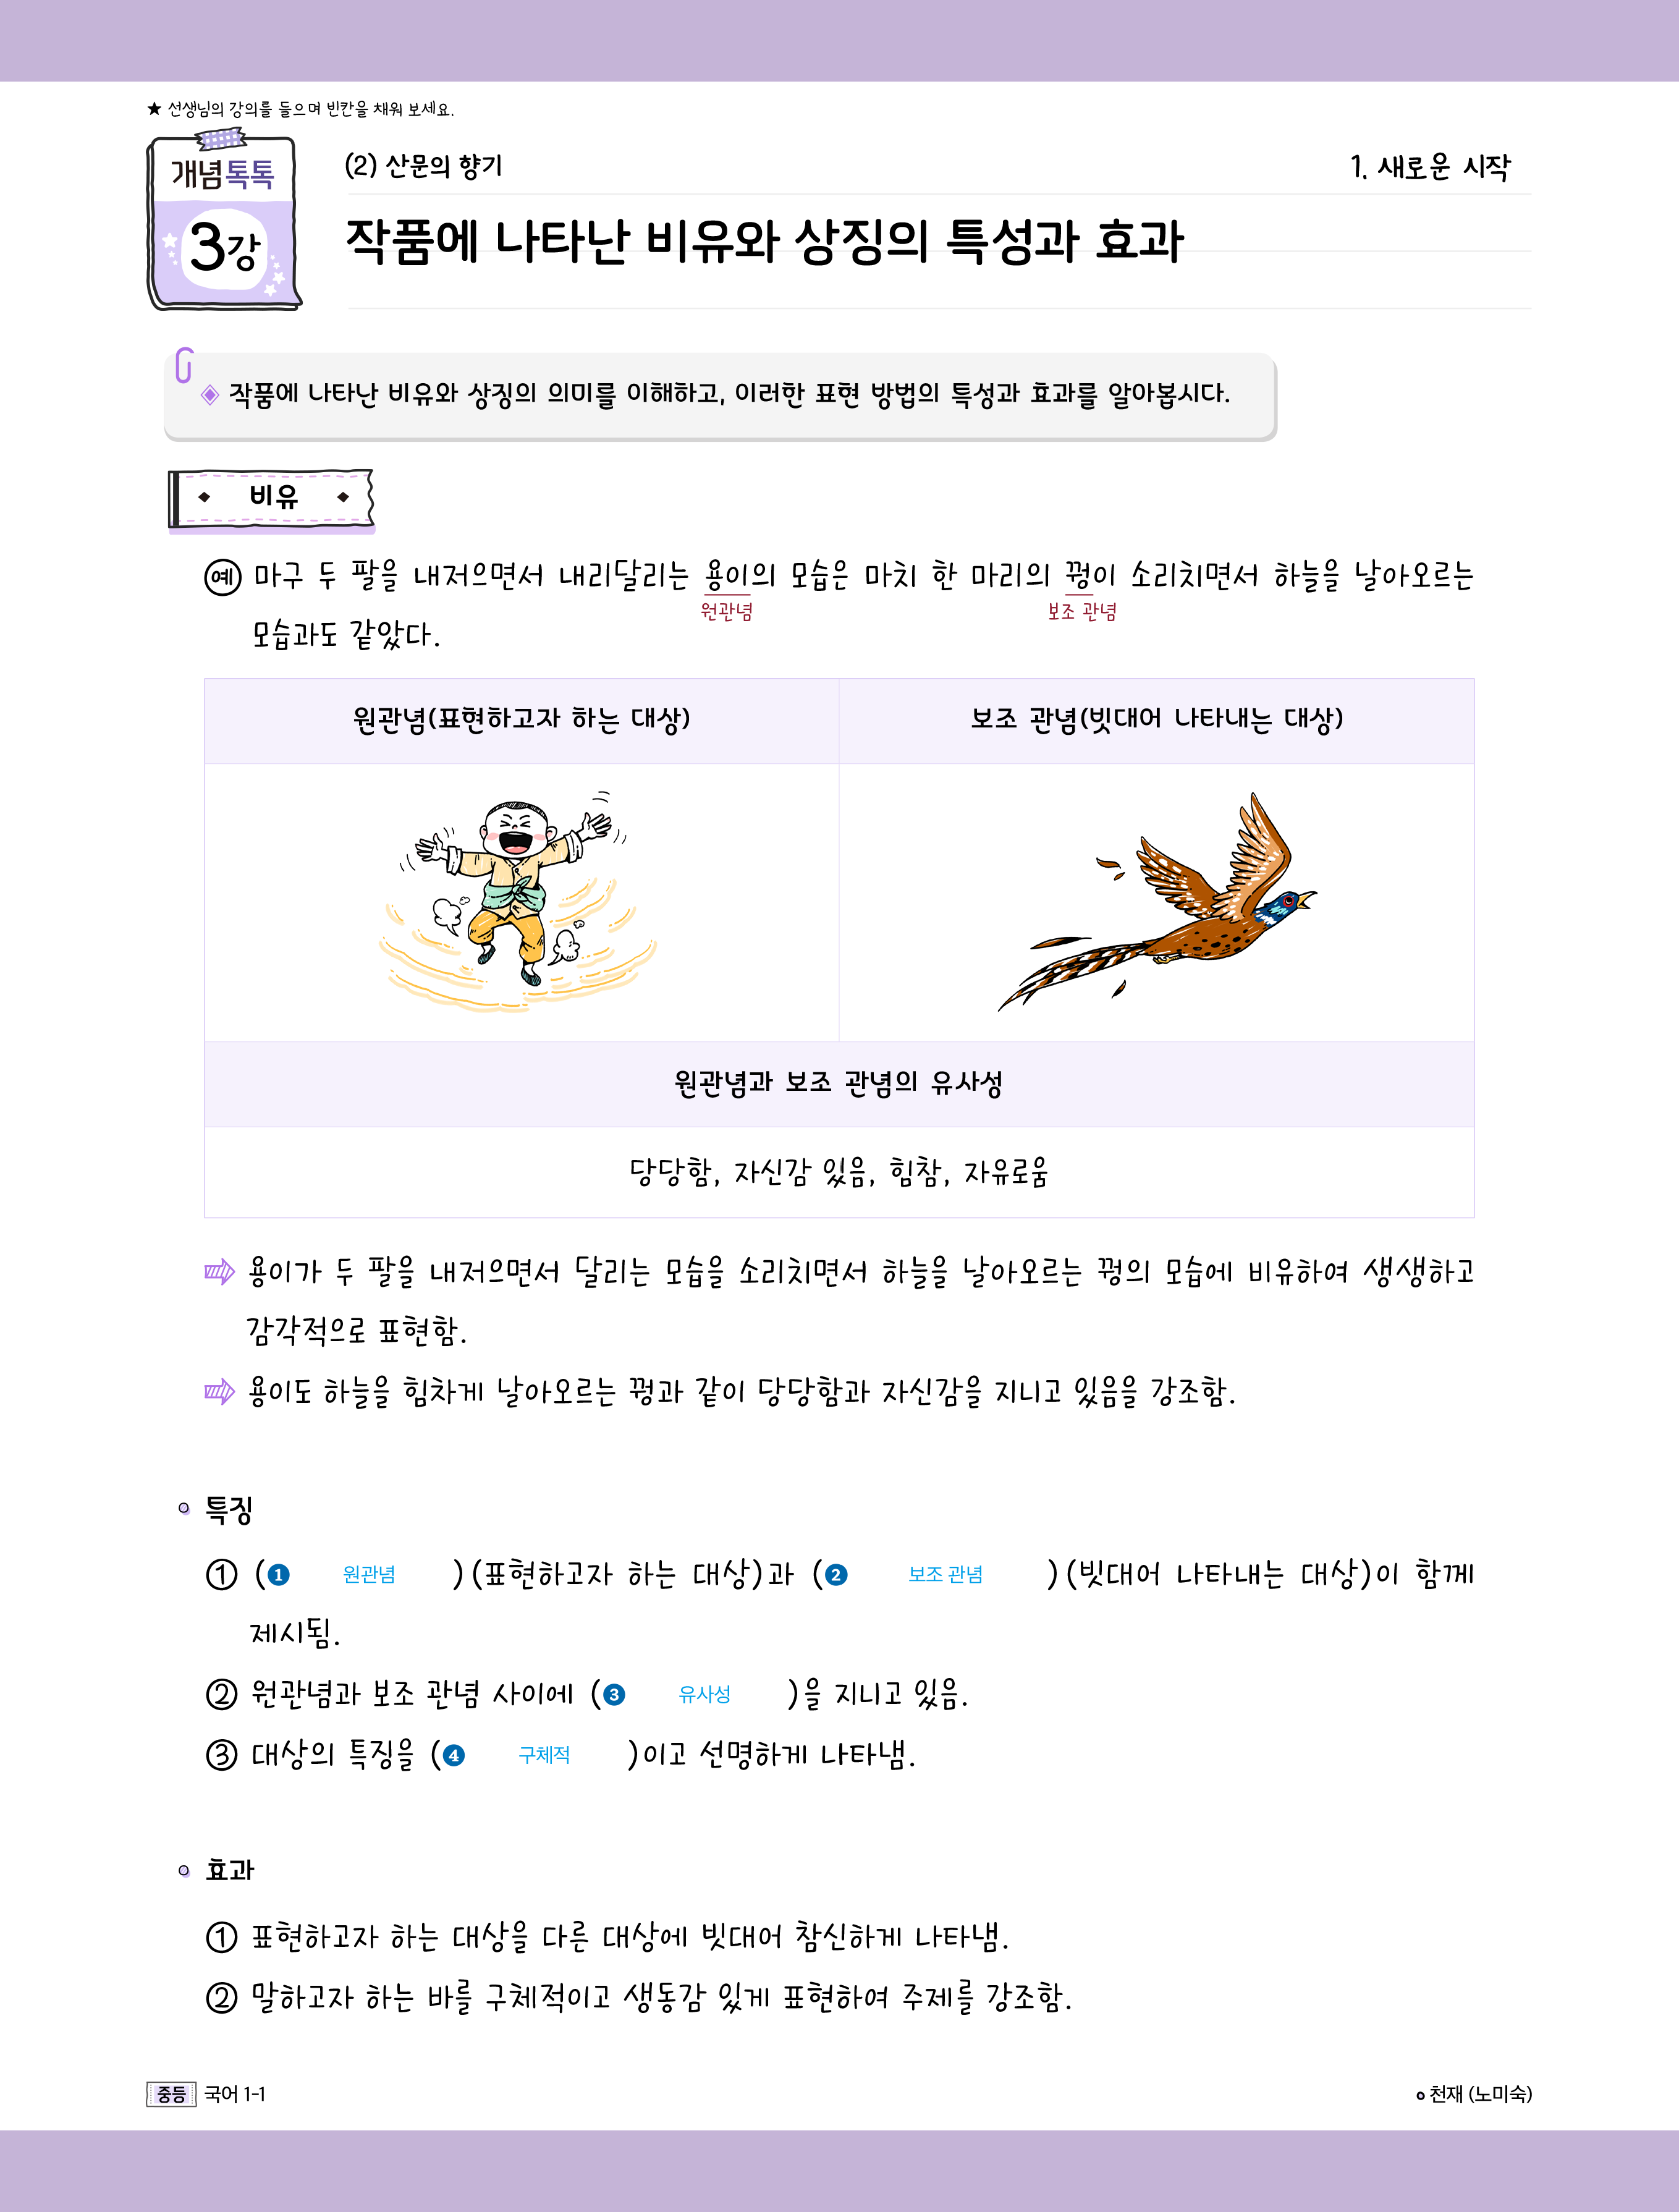 ★ 선생님의 강의를 들으며 빈칸을 채워 보세요.
개념톡톡
3강
(2) 산문의 향기
1. 새로운 시작
작품에 나타난 비유와 상징의 특성과 효과
◈ 작품에 나타난 비유와 상징의 의미를 이해하고, 이러한 표현 방법의 특성과 효과를 알아봅시다.
비유
예 마구 두 팔을 내저으면서 내리달리는 용이의 모습은 마치 한 마리의 꿩이 소리치면서 하늘을 날아오르는
원관념 보조 관념
모습과도 같았다.
원관념(표현하고자 하는 대상) 보조 관념(빗대어 나타내는 대상)
원관념과 보조 관념의 유사성
당당함, 자신감 있음, 힘참, 자유로움
용이가 두 팔을 내저으면서 달리는 모습을 소리치면서 하늘을 날아오르는 꿩의 모습에 비유하여 생생하고
감각적으로 표현함.
용이도 하늘을 힘차게 날아오르는 꿩과 같이 당당함과 자신감을 지니고 있음을 강조함.
특징
① (❶ 원관념 )(표현하고자 하는 대상)과 (❷ 보조 관념 )(빗대어 나타내는 대상)이 함께
제시됨.
② 원관념과 보조 관념 사이에 (❸ 유사성 )을 지니고 있음.
③ 대상의 특징을 (❹ 구체적 )이고 선명하게 나타냄.
효과
① 표현하고자 하는 대상을 다른 대상에 빗대어 참신하게 나타냄.
② 말하고자 하는 바를 구체적이고 생동감 있게 표현하여 주제를 강조함.
중등 국어 1-1
천재 (노미숙)